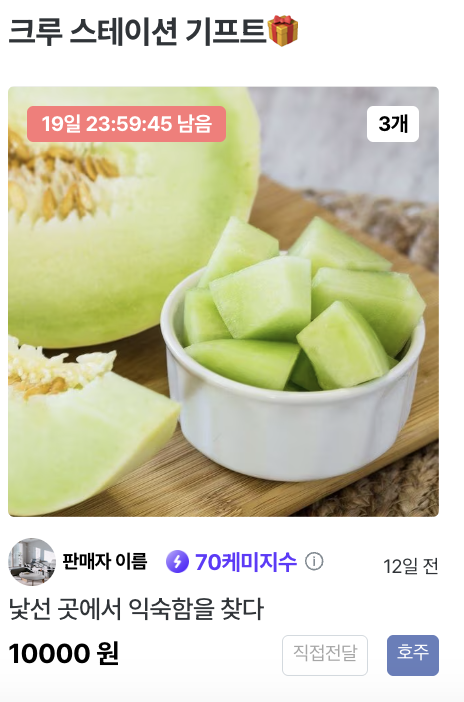 크루 스테이션 기프트🎁
19일 23:59:45 남음
3개
판매자 이름
70케미지수
12일 전
낯선 곳에서 익숙함을 찾다
10000 원
직접전달
호주